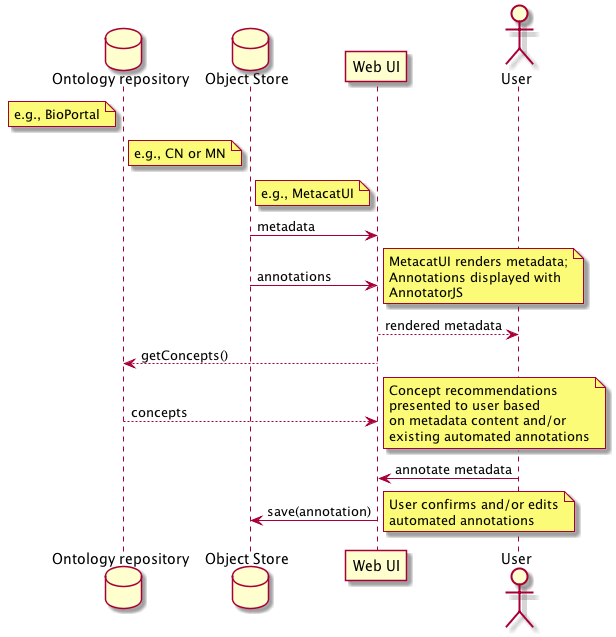 Ontology repository
Object Store
Web UI
User
e.g., BioPortal
e.g., CN or MN
e.g., MetacatUI
metadata
MetacatUI renders metadata;
Annotations displayed with
AnnotatorJS
annotations
rendered metadata
getConcepts()
Concept recommendations
presented to user based
on metadata content and/or
existing automated annotations
concepts
annotate metadata
save(annotation)
User confirms and/or edits
automated annotations
Ontology repository
Object Store
Web UI
User